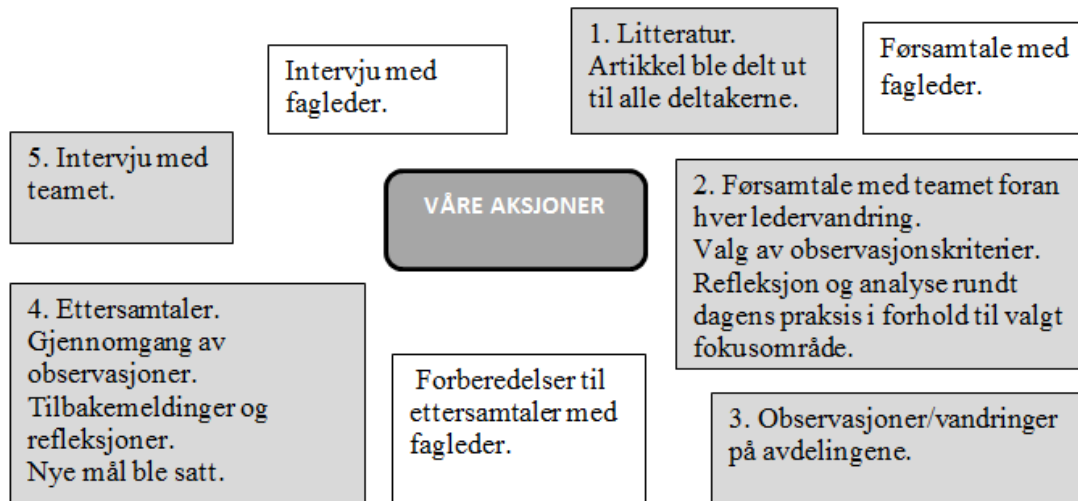 1. Litteratur.
Artikkel ble delt ut
til alle deltakerne.
Førsamtale med
fagleder.
Intervju med
fagleder.
5. Intervju med
teamet.
VÅRE AKSJONER
2. Førsamtale med teamet foran
hver ledervandring.
Valg av observasjonskriterier.
Refleksjon og analyse rundt
dagens praksis i forhold til valgt
fokusområde.
4. Ettersamtaler.
Gjennomgang av
observasjoner.
Tilbakemeldinger og
refleksjoner.
Nye mål ble satt.
Forberedelser til
ettersamtaler med
fagleder.
3. Observasjoner/vandringer
på avdelingene.